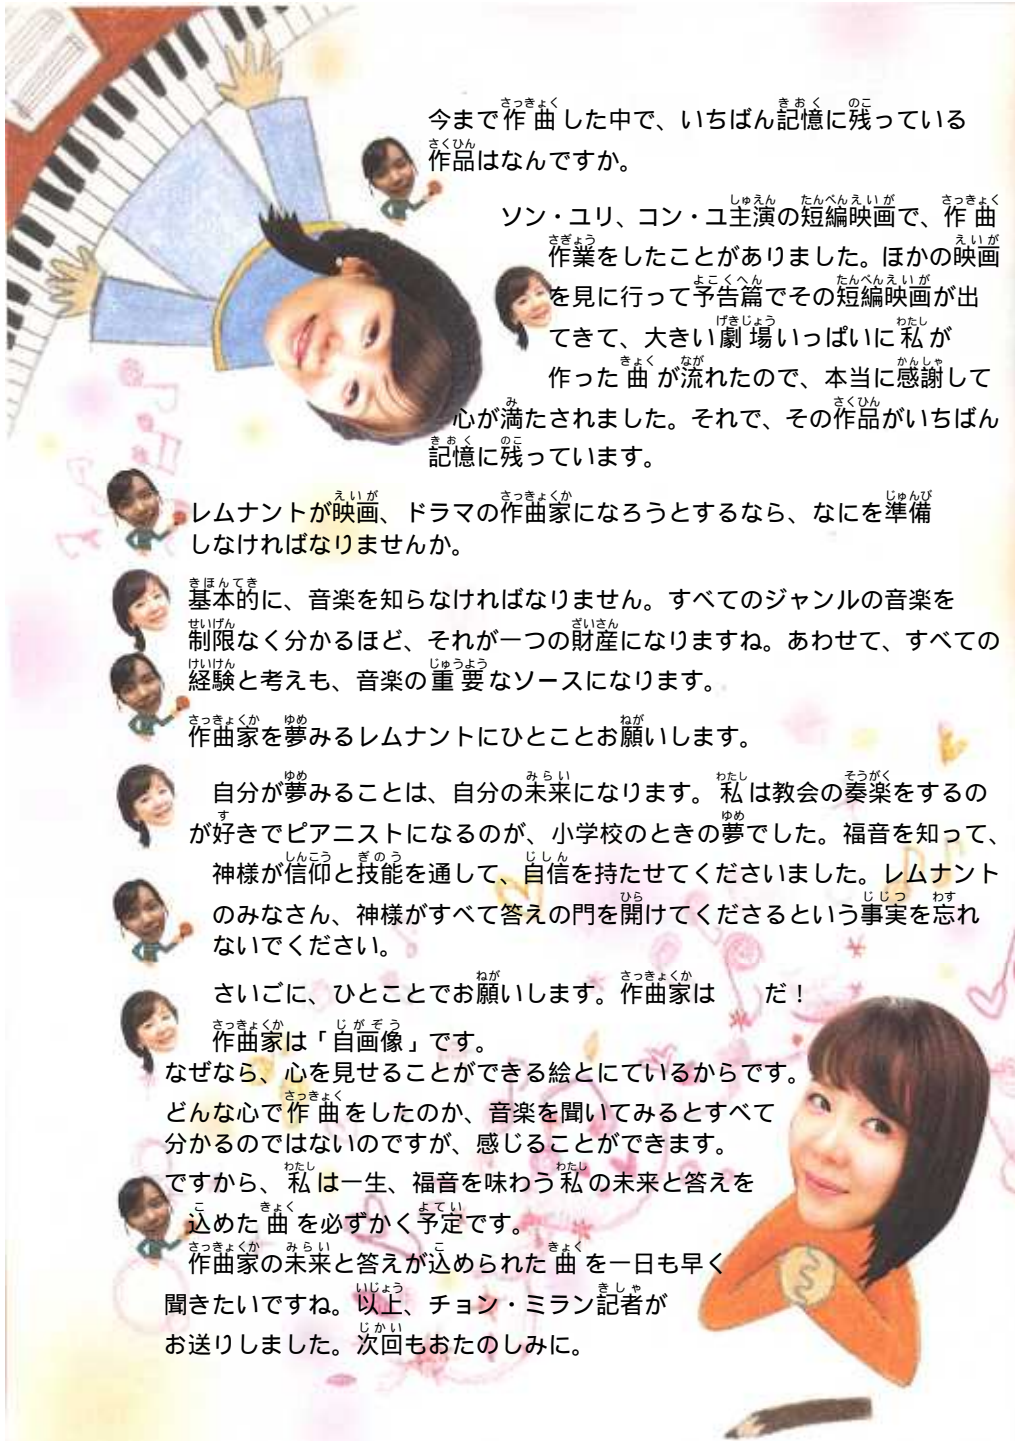 今まで作曲した中で、いちばん記憶に残っている
作品はなんですか。
ソン・ユリ、コン・ユ主演の短編映画で、作曲
作業をしたことがありました。ほかの映画
を見に行って予告篇でその短編映画が出
てきて、大きい劇場いっぱいに私が
作った曲が流れたので、本当に感謝して
心が満たされました。それで、その作品がいちばん
記憶に残っています。
レムナントが映画、ドラマの作曲家になろうとするなら、なにを準備
しなければなりませんか。
基本的に、音楽を知らなければなりません。すべてのジャンルの音楽を
制限なく分かるほど、それが一つの財産になりますね。あわせて、すべての
経験と考えも、音楽の重要なソースになります。
作曲家を夢みるレムナントにひとことお願いします。
自分が夢みることは、自分の未来になります。私は教会の奏楽をするの
が好きでピアニストになるのが、小学校のときの夢でした。福音を知って、
神様が信仰と技能を通して、自信を持たせてくださいました。レムナント
のみなさん、神様がすべて答えの門を開けてくださるという事実を忘れ
ないでください。
さいごに、ひとことでお願いします。作曲家は　　だ！
作曲家は「自画像」です。
なぜなら、心を見せることができる絵とにているからです。
どんな心で作曲をしたのか、音楽を聞いてみるとすべて
分かるのではないのですが、感じることができます。
ですから、私は一生、福音を味わう私の未来と答えを
込めた曲を必ずかく予定です。
作曲家の未来と答えが込められた曲を一日も早く
聞きたいですね。以上、チョン・ミラン記者が
お送りしました。次回もおたのしみに。